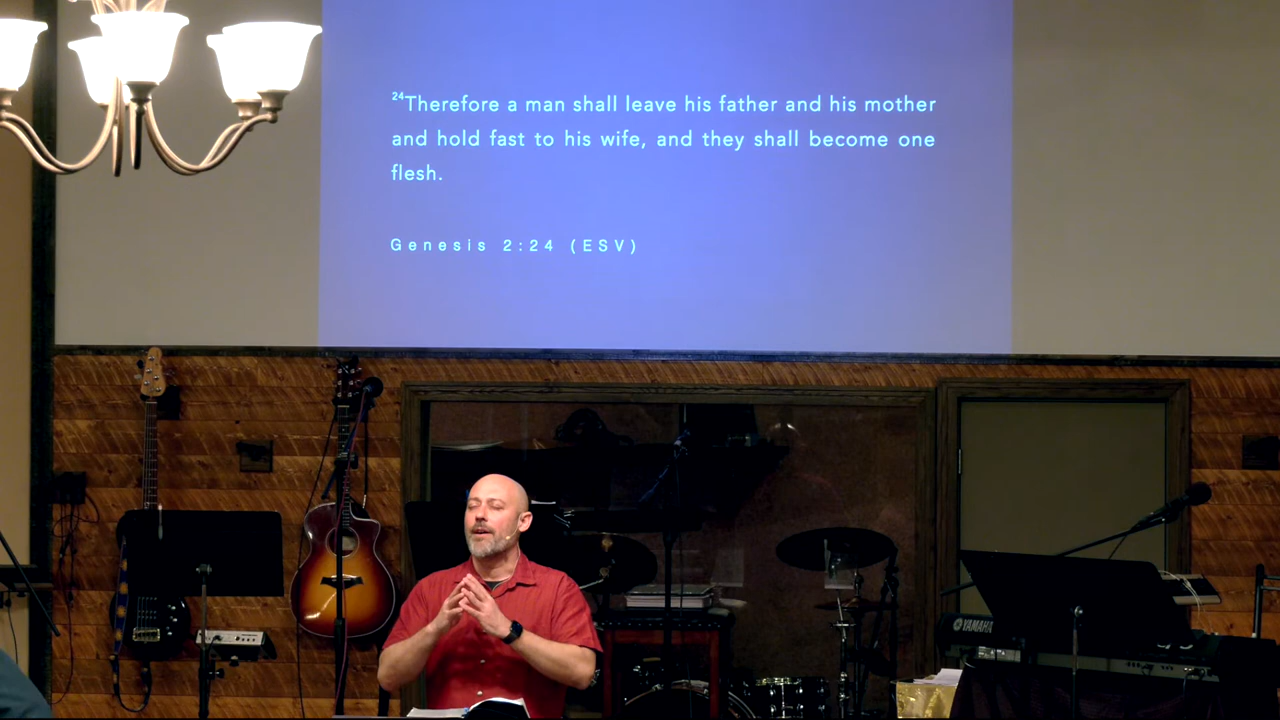 24Therefore a man shall leave his father and his mother
and hold fast to his wife, and they shall become one
flesh.
Genesis 2:24 (ESV)
YAMAHA